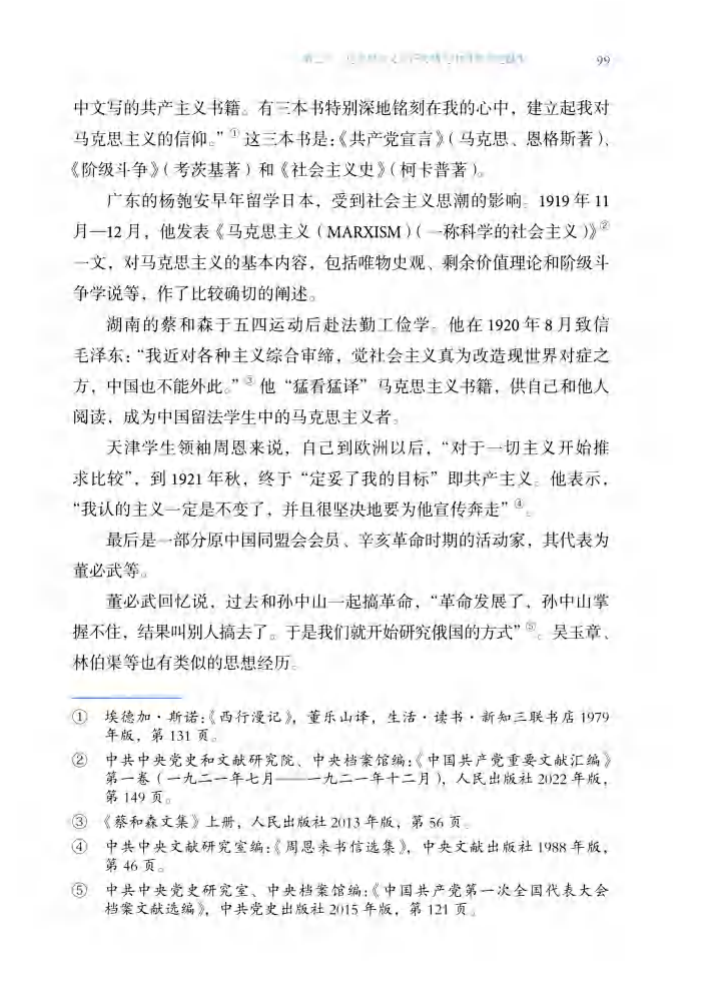 99
中文写的共产主义书籍。有三本书特别深地铭刻在我的心中，建立起我对
马克思主义的信仰。”①这三本书是：《共产党宣言》（马克思、恩格斯著）、
《阶级斗争》（考茨基著）和《社会主义史》（柯卡普著）。
广东的杨匏安早年留学日本，受到社会主义思潮的影响。1919 年 11
月—12 月，他发表《马克思主义（MARXISM）（一称科学的社会主义）》②
一文，对马克思主义的基本内容，包括唯物史观、剩余价值理论和阶级斗
争学说等，作了比较确切的阐述。
湖南的蔡和森于五四运动后赴法勤工俭学。他在 1920 年 8 月致信
毛泽东：“我近对各种主义综合审缔，觉社会主义真为改造现世界对症之
方，中国也不能外此。”③他“猛看猛译”马克思主义书籍，供自己和他人
阅读，成为中国留法学生中的马克思主义者。
天津学生领袖周恩来说，自己到欧洲以后，“对于一切主义开始推
求比较”，到 1921 年秋，终于“定妥了我的目标”即共产主义。他表示，
“我认的主义一定是不变了，并且很坚决地要为他宣传奔走”④。
最后是一部分原中国同盟会会员、辛亥革命时期的活动家，其代表为
董必武等。
董必武回忆说，过去和孙中山一起搞革命，“革命发展了，孙中山掌
握不住，结果叫别人搞去了。于是我们就开始研究俄国的方式”⑤。吴玉章、
林伯渠等也有类似的思想经历。
① 埃德加·斯诺：《西行漫记》，董乐山译，生活·读书·新知三联书店 1979
年版，第 131 页。
② 中共中央党史和文献研究院、中央档案馆编：《中国共产党重要文献汇编》
第一卷（一九二一年七月——一九二一年十二月），人民出版社 2022 年版，
第 149 页。
③ 《蔡和森文集》上册，人民出版社 2013 年版，第 56 页。
④ 中共中央文献研究室编：《周恩来书信选集》，中央文献出版社 1988 年版，
第 46 页。
⑤ 中共中央党史研究室、中央档案馆编：《中国共产党第一次全国代表大会
档案文献选编》，中共党史出版社 2015 年版，第 121 页。